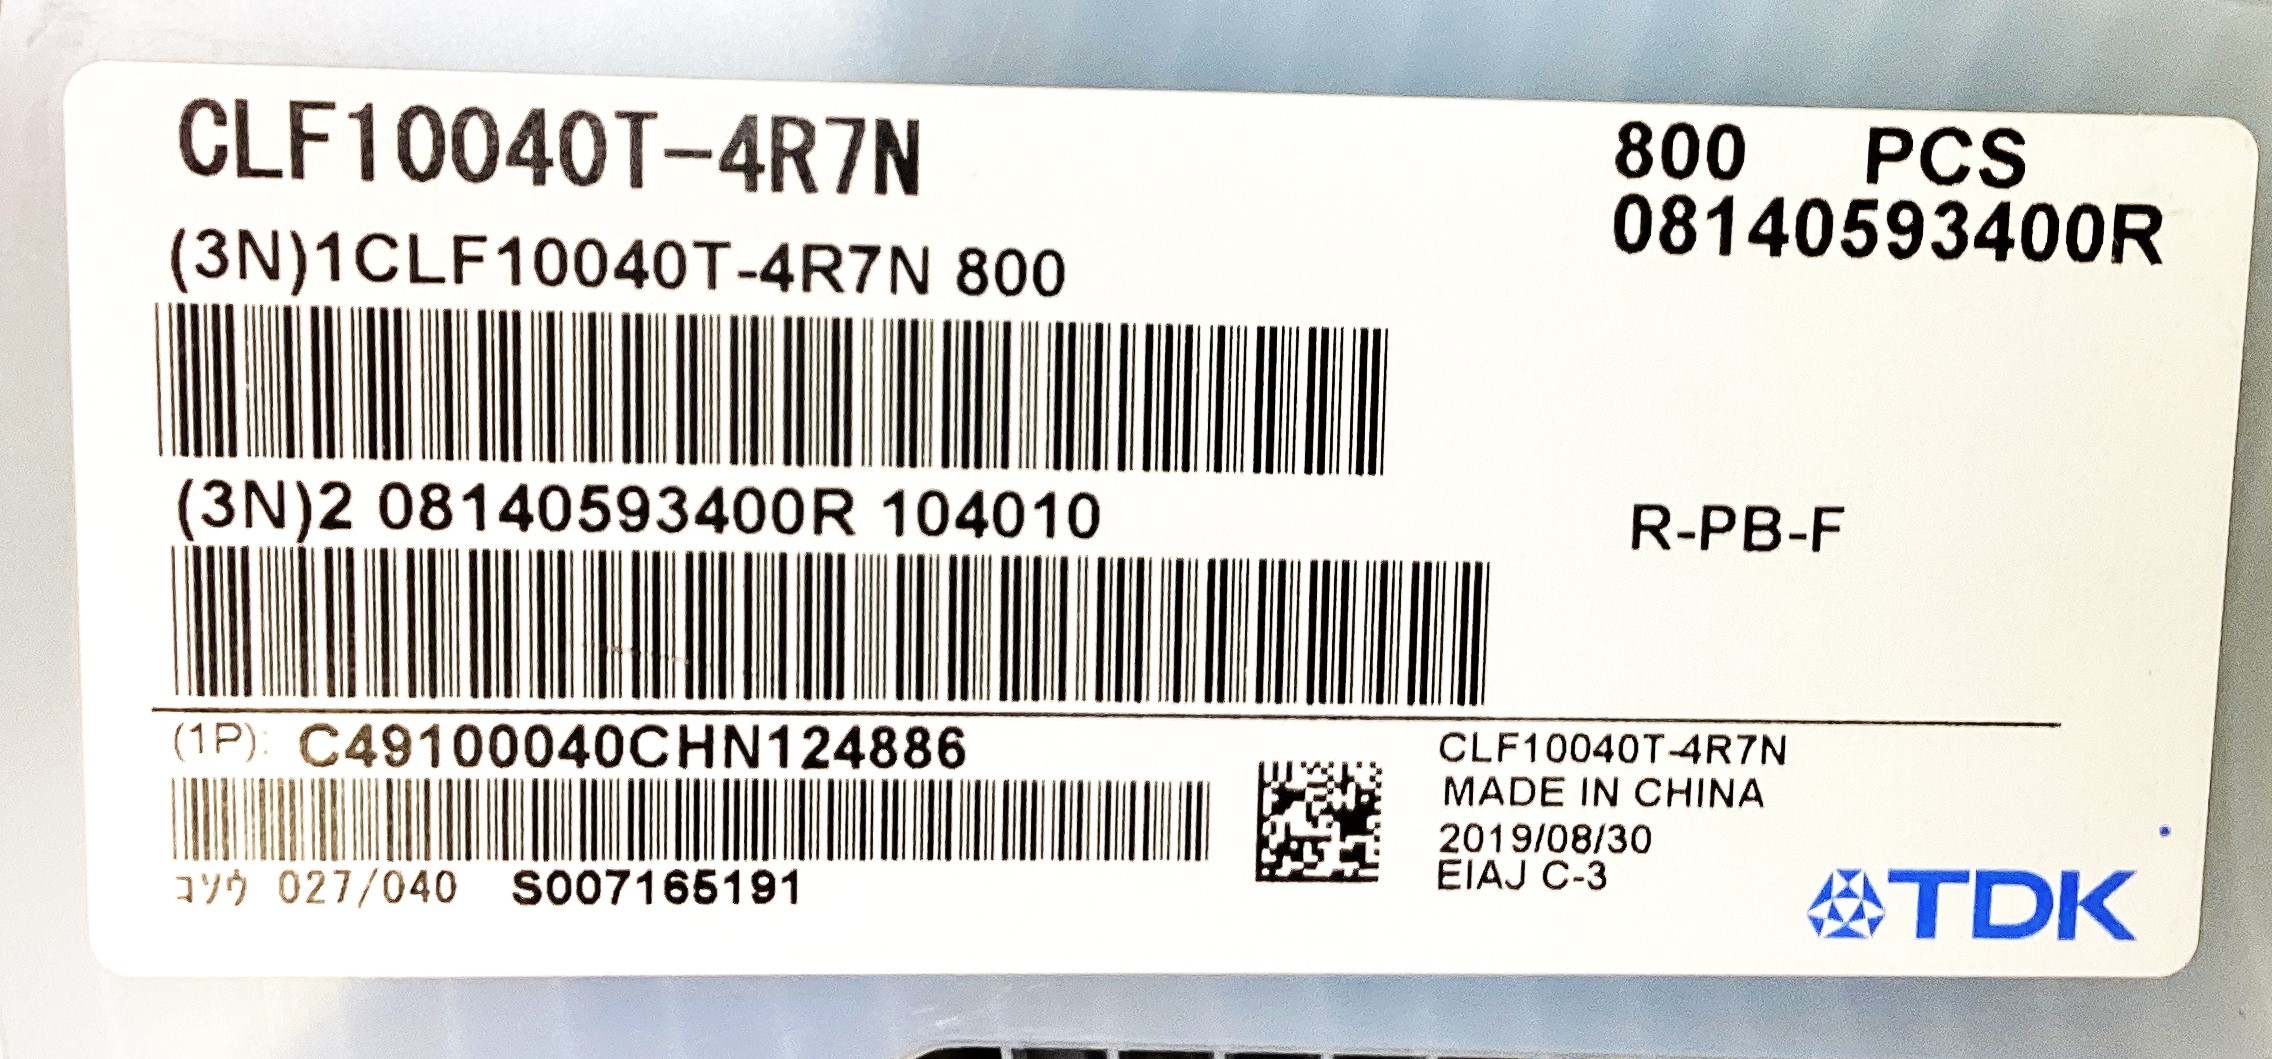 CLF10040T-4R7N
800 PCS
08140593400R
(3N)1CLF10040T-4R7N 800
(3N)2 08140593400R 104010
R-PB-F
(1P): C49100040CHN124886
コソウ 027/040 S007165191
CLF10040T-4R7N
MADE IN CHINA
2019/08/30
EIAJ C-3
TDK